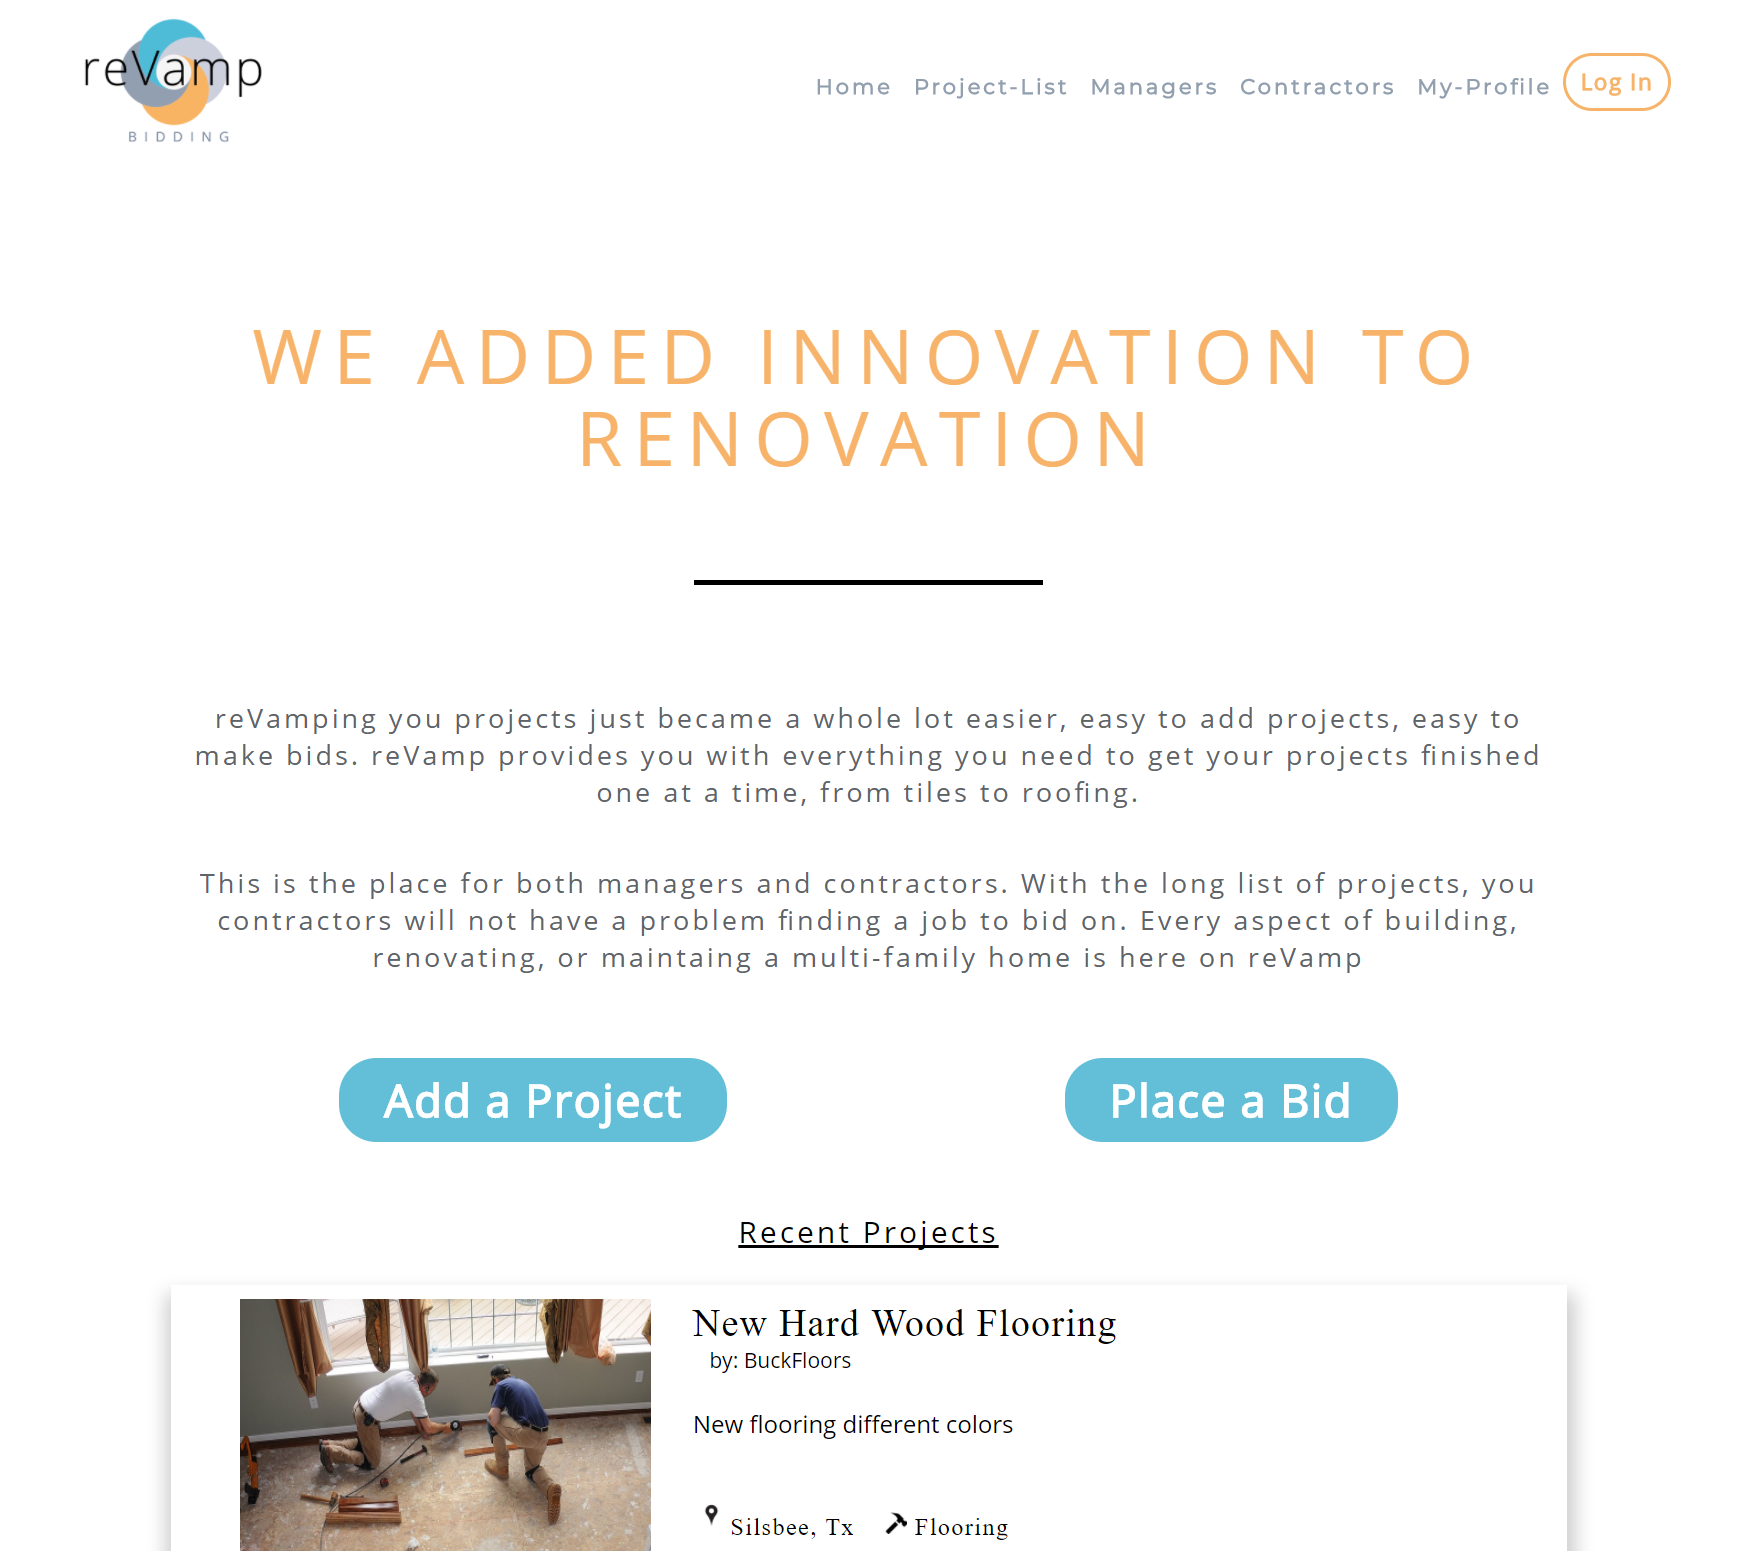 reVamp
BIDDING
Home Project-List Managers Contractors My-Profile Log In
WE ADDED INNOVATION TO
RENOVATION
reVamping you projects just became a whole lot easier, easy to add projects, easy to
make bids. reVamp provides you with everything you need to get your projects finished
one at a time, from tiles to roofing.
This is the place for both managers and contractors. With the long list of projects, you
contractors will not have a problem finding a job to bid on. Every aspect of building,
renovating, or maintaing a multi-family home is here on reVamp
Add a Project Place a Bid
Recent Projects
New Hard Wood Flooring
by: BuckFloors
New flooring different colors
Silsbee, Tx Flooring